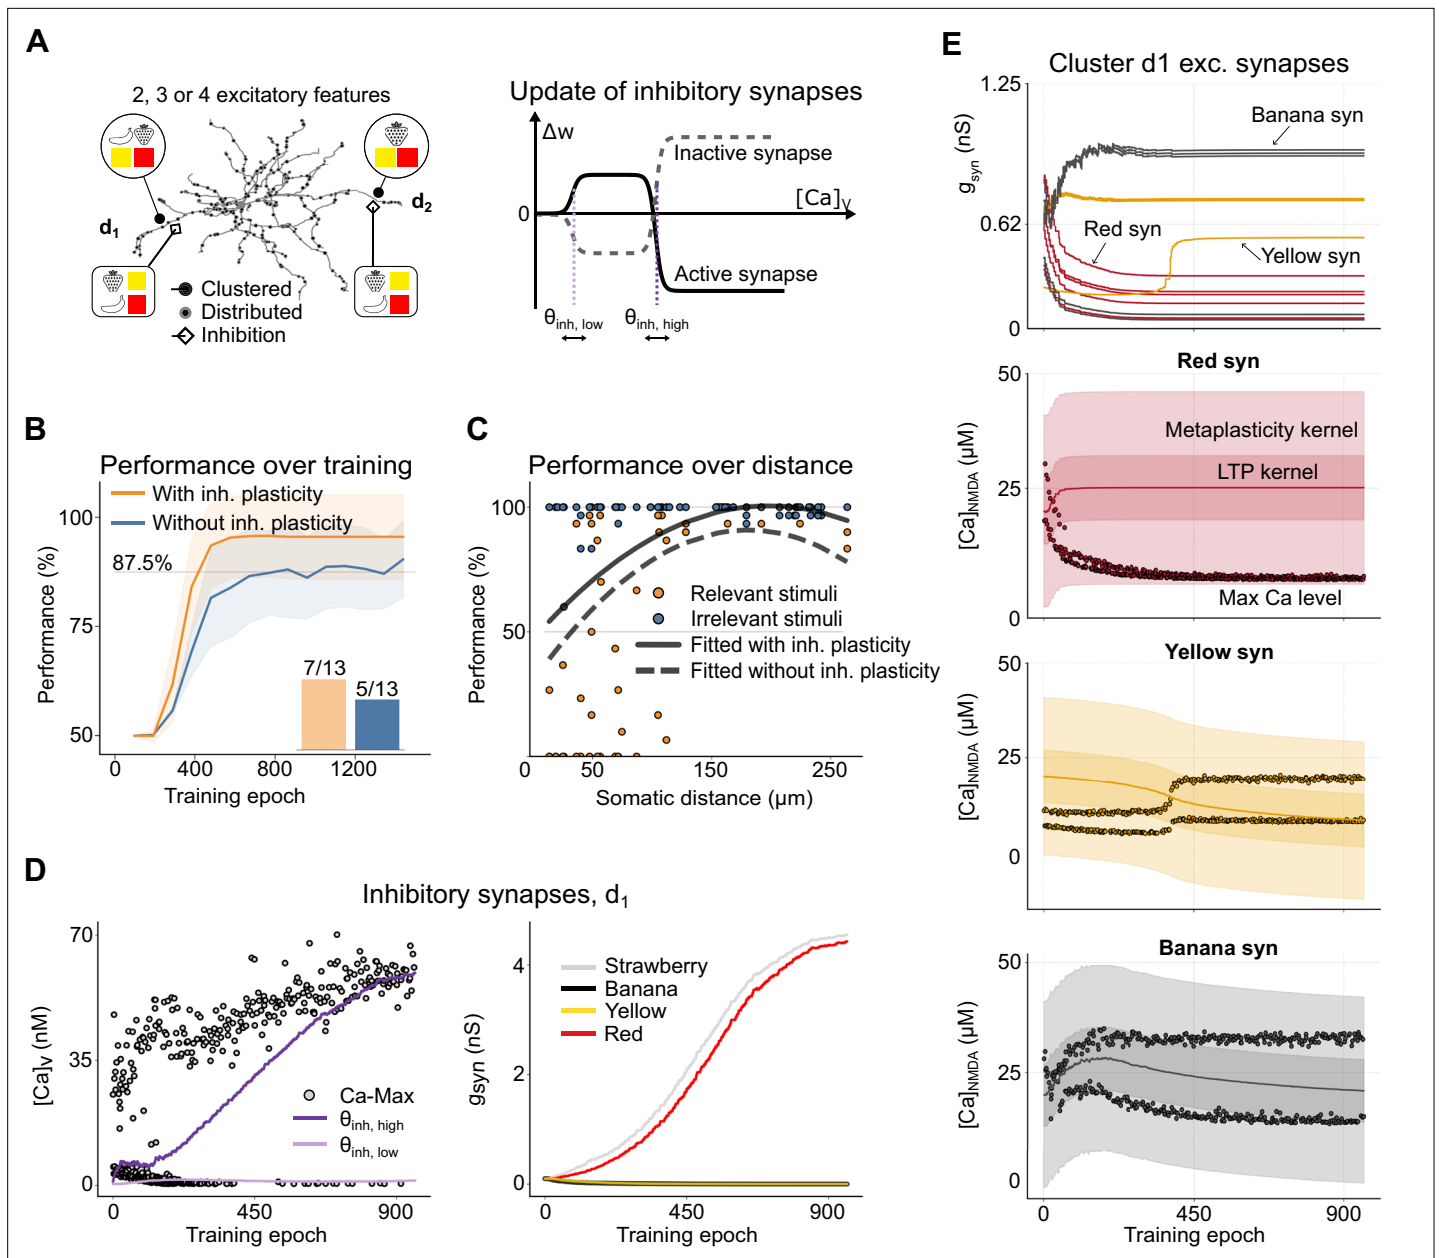 A
2, 3 or 4 excitatory features
d1
d2
Clustered
Distributed
Inhibition
Update of inhibitory synapses
Δw
0
[Ca]V
Inactive synapse
Active synapse
θinh, low
θinh, high
B
Performance over training
With inh. plasticity
Without inh. plasticity
87.5%
100
75
50
Performance (%)
7/13
5/13
0
400
800
1200
Training epoch
C
Performance over distance
100
50
Performance (%)
Relevant stimuli
Irrelevant stimuli
Fitted with inh. plasticity
Fitted without inh. plasticity
0
50
150
250
Somatic distance (μm)
D
Inhibitory synapses, d1
70
35
0
[Ca]V (nM)
Ca-Max
θinh, high
θinh, low
0
450
900
Training epoch
4
2
0
gsyn (nS)
Strawberry
Banana
Yellow
Red
0
450
900
Training epoch
E
Cluster d1 exc. synapses
1.25
0.62
0
gsyn (nS)
Banana syn
Red syn
Yellow syn
Red syn
50
25
0
[Ca]NMDA (μM)
Metaplasticity kernel
LTP kernel
Max Ca level
Yellow syn
50
25
0
[Ca]NMDA (μM)
Banana syn
50
25
0
[Ca]NMDA (μM)
0
450
900
Training epoch